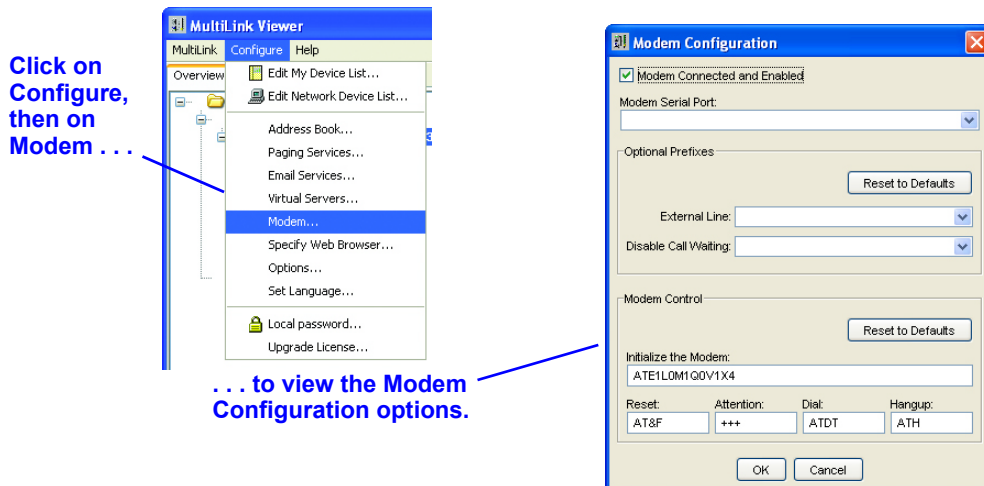 MultiLink Viewer
MultiLink Configure Help
Overview
Edit My Device List...
Edit Network Device List...
Address Book...
Paging Services...
Email Services...
Virtual Servers...
Modem...
Specify Web Browser...
Options...
Set Language...
Local password...
Upgrade License...
Click on
Configure,
then on
Modem . . .
. . . to view the Modem
Configuration options.
Modem Configuration
Modem Connected and Enabled
Modem Serial Port:
Optional Prefixes
Reset to Defaults
External Line:
Disable Call Waiting:
Modem Control
Reset to Defaults
Initialize the Modem:
ATE1L0M1Q0V1X4
Reset: Attention: Dial: Hangup:
AT&F +++ ATDT ATH
OK Cancel